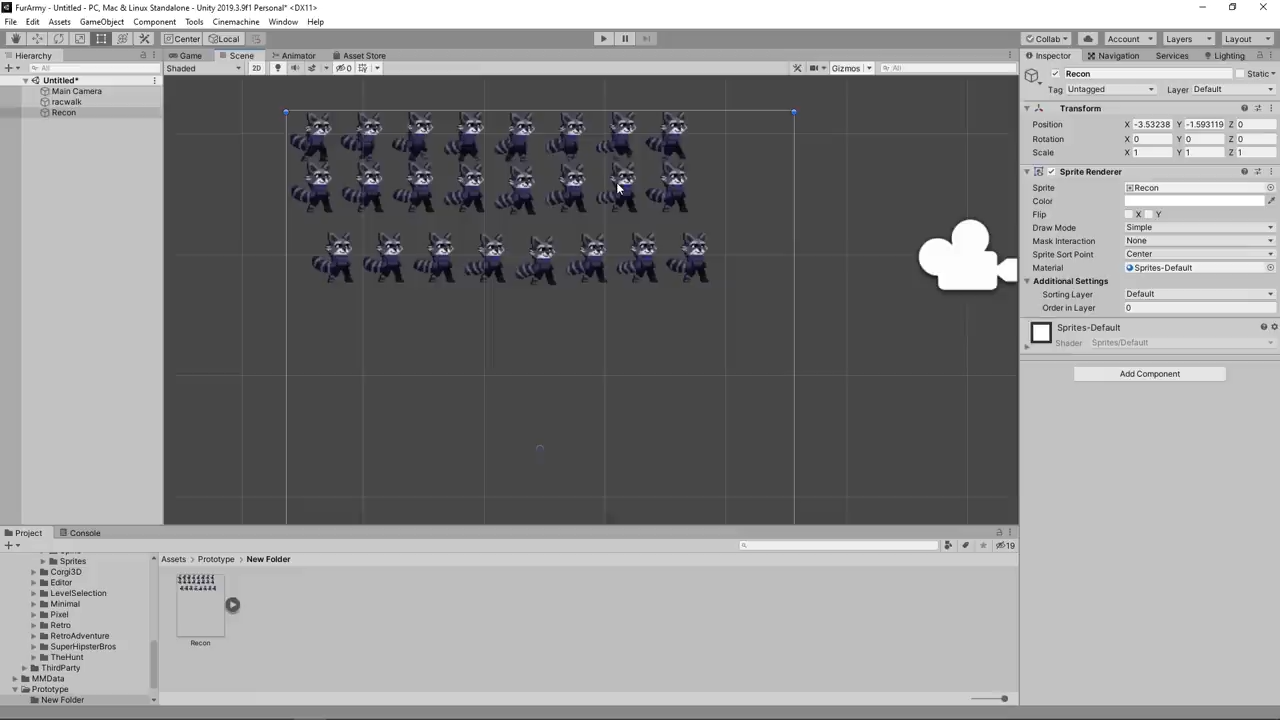 FurArmy - Untitled - PC, Mac & Linux Standalone - Unity 2019.3.9f1 Personal* <DX11>
File Edit Assets GameObject Component Tools Cinemachine Window Help
Center Local Collab Account Layers Layout
Hierarchy Game Scene Animator Asset Store Inspector Navigation Services Lighting
All Shaded 2D 0 Gizmos All Recon Static
Untitled*
Tag Untagged Layer Default
Main Camera
racwalk
Recon
Transform
Position X -3.53238 Y -1.593119 Z 0
Rotation X 0 Y 0 Z 0
Scale X 1 Y 1 Z 1
Sprite Renderer
Sprite Recon
Color
Flip X Y
Draw Mode Simple
Mask Interaction None
Sprite Sort Point Center
Material Sprites-Default
Additional Settings
Sorting Layer Default
Order in Layer 0
Sprites-Default
Shader Sprites/Default
Add Component
Project Console
19
Assets Prototype New Folder
Sprites
Corgi3D
Editor
LevelSelection
Minimal
Pixel
Retro
RetroAdventure
SuperHipsterBros
TheHunt
ThirdParty
MMData
Prototype
New Folder
Recon